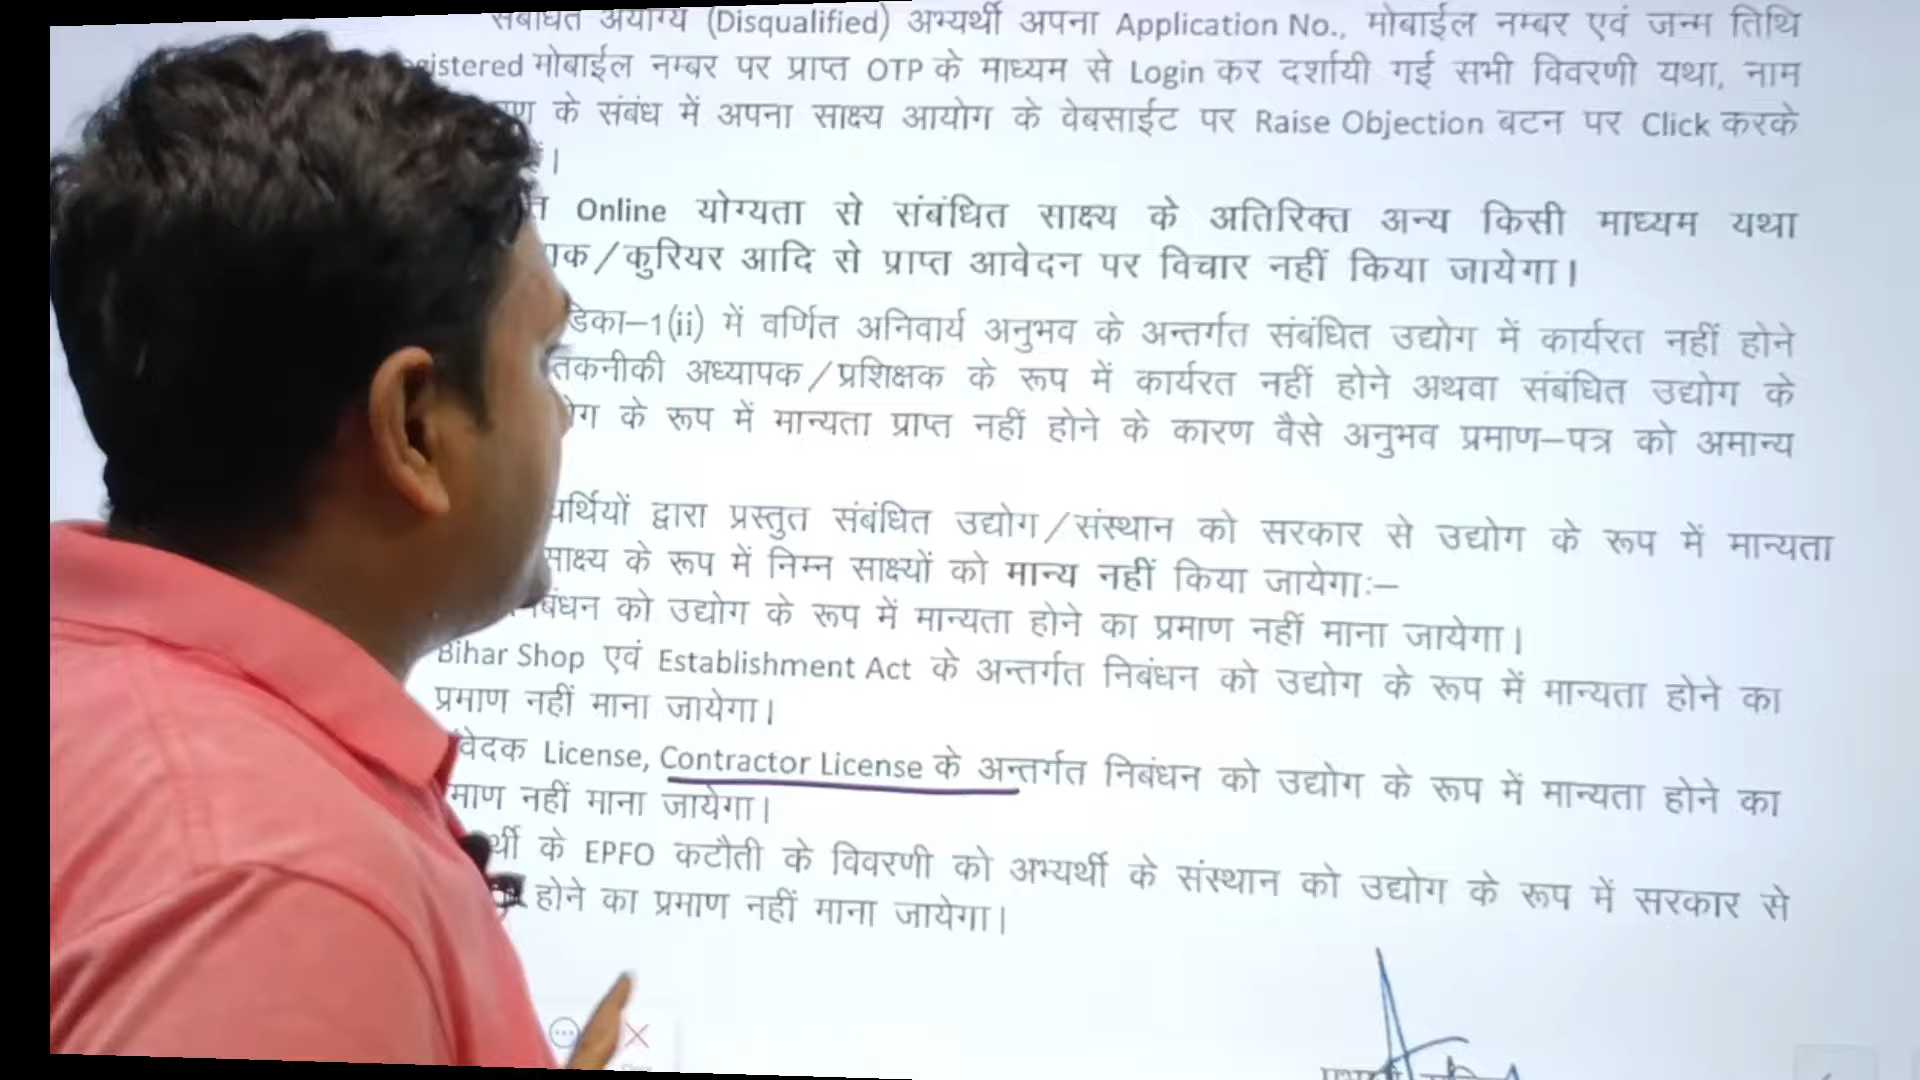 संबंधित अयोग्य (Disqualified) अभ्यर्थी अपना Application No., मोबाईल नम्बर एवं जन्म तिथि
मोबाईल नम्बर पर प्राप्त OTP के माध्यम से Login कर दर्शायी गई सभी विवरणी यथा, नाम
के संबंध में अपना साक्ष्य आयोग के वेबसाईट पर Raise Objection बटन पर Click करके
Online योग्यता से संबंधित साक्ष्य के अतिरिक्त अन्य किसी माध्यम यथा
/कुरियर आदि से प्राप्त आवेदन पर विचार नहीं किया जायेगा।
डिका–1(ii) में वर्णित अनिवार्य अनुभव के अन्तर्गत संबंधित उद्योग में कार्यरत नहीं होने
तकनीकी अध्यापक/प्रशिक्षक के रूप में कार्यरत नहीं होने अथवा संबंधित उद्योग के
के रूप में मान्यता प्राप्त नहीं होने के कारण वैसे अनुभव प्रमाण–पत्र को अमान्य
द्वारा प्रस्तुत संबंधित उद्योग/संस्थान को सरकार से उद्योग के रूप में मान्यता
साक्ष्य के रूप में निम्न साक्ष्यों को मान्य नहीं किया जायेगाः–
को उद्योग के रूप में मान्यता होने का प्रमाण नहीं माना जायेगा।
Bihar Shop एवं Establishment Act के अन्तर्गत निबंधन को उद्योग के रूप में मान्यता होने का
प्रमाण नहीं माना जायेगा।
License, Contractor License के अन्तर्गत निबंधन को उद्योग के रूप में मान्यता होने का
नहीं माना जायेगा।
के EPFO कटौती के विवरणी को अभ्यर्थी के संस्थान को उद्योग के रूप में सरकार से
होने का प्रमाण नहीं माना जायेगा।